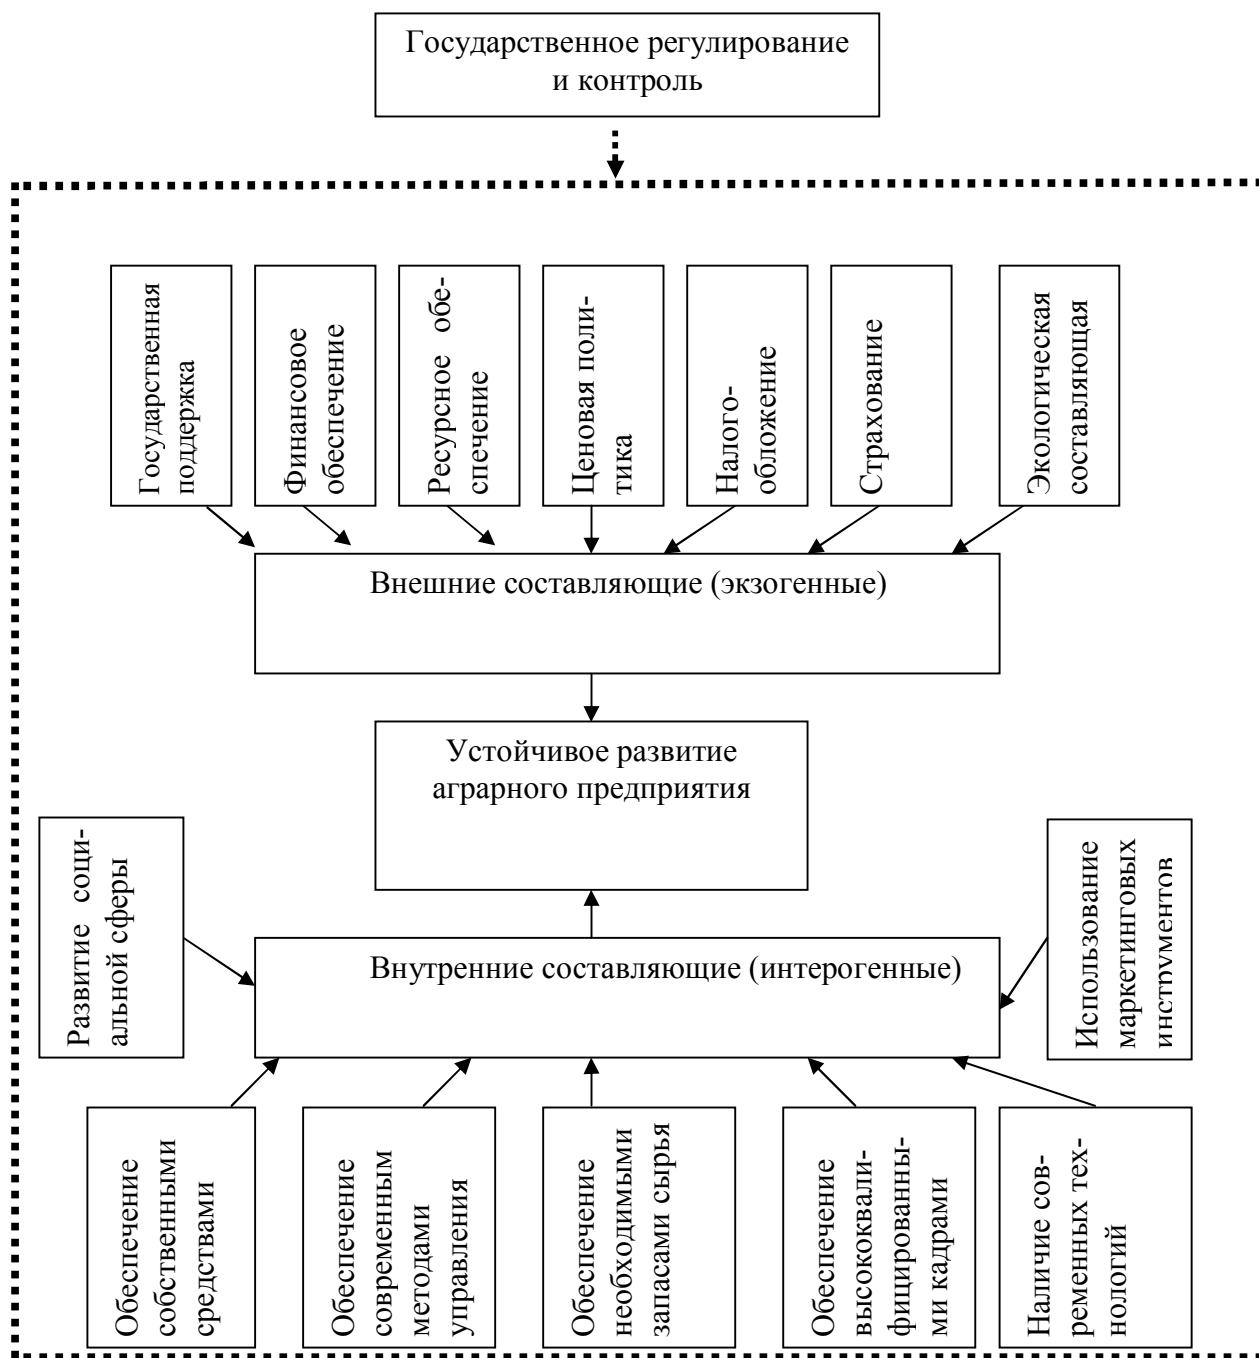 Государственное регулирование
и контроль
Государственная
поддержка
Финансовое
обеспечение
Ресурсное обе-
спечение
Ценовая поли-
тика
Налого-
обложение
Страхование
Экологическая
составляющая
Внешние составляющие (экзогенные)
Устойчивое развитие
аграрного предприятия
Развитие соци-
альной сферы
Использование
маркетинговых
инструментов
Внутренние составляющие (интерогенные)
Обеспечение
собственными
средствами
Обеспечение
современным
методами
управления
Обеспечение
необходимыми
запасами сырья
Обеспечение
высококвали-
фицированны-
ми кадрами
Наличие сов-
ременных тех-
нологий